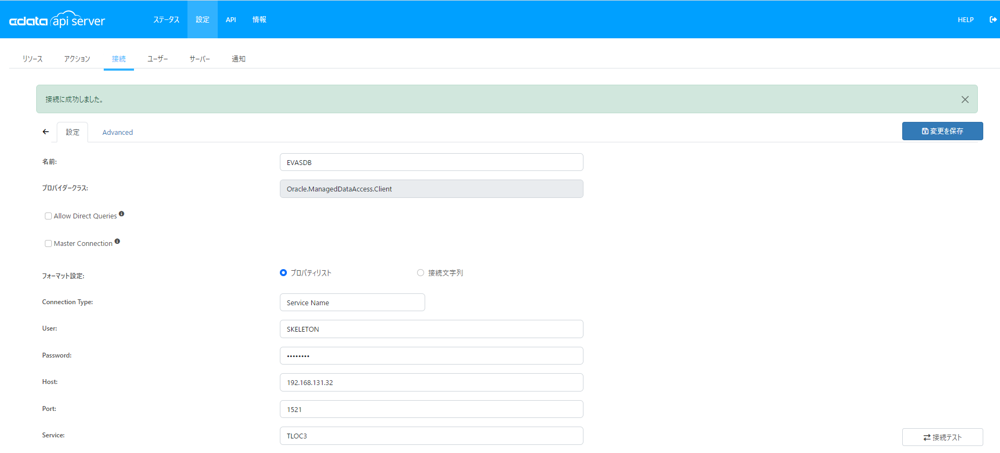 cdata api server ステータス 設定 API 情報 HELP
リソース アクション 接続 ユーザー サーバー 通知
接続に成功しました。
設定 Advanced 変更を保存
名前: EVASDB
プロバイダークラス: Oracle.ManagedDataAccess.Client
Allow Direct Queries
Master Connection
フォーマット設定: プロパティリスト 接続文字列
Connection Type: Service Name
User: SKELETON
Password: ••••••••
Host: 192.168.131.32
Port: 1521
Service: TLOC3 接続テスト